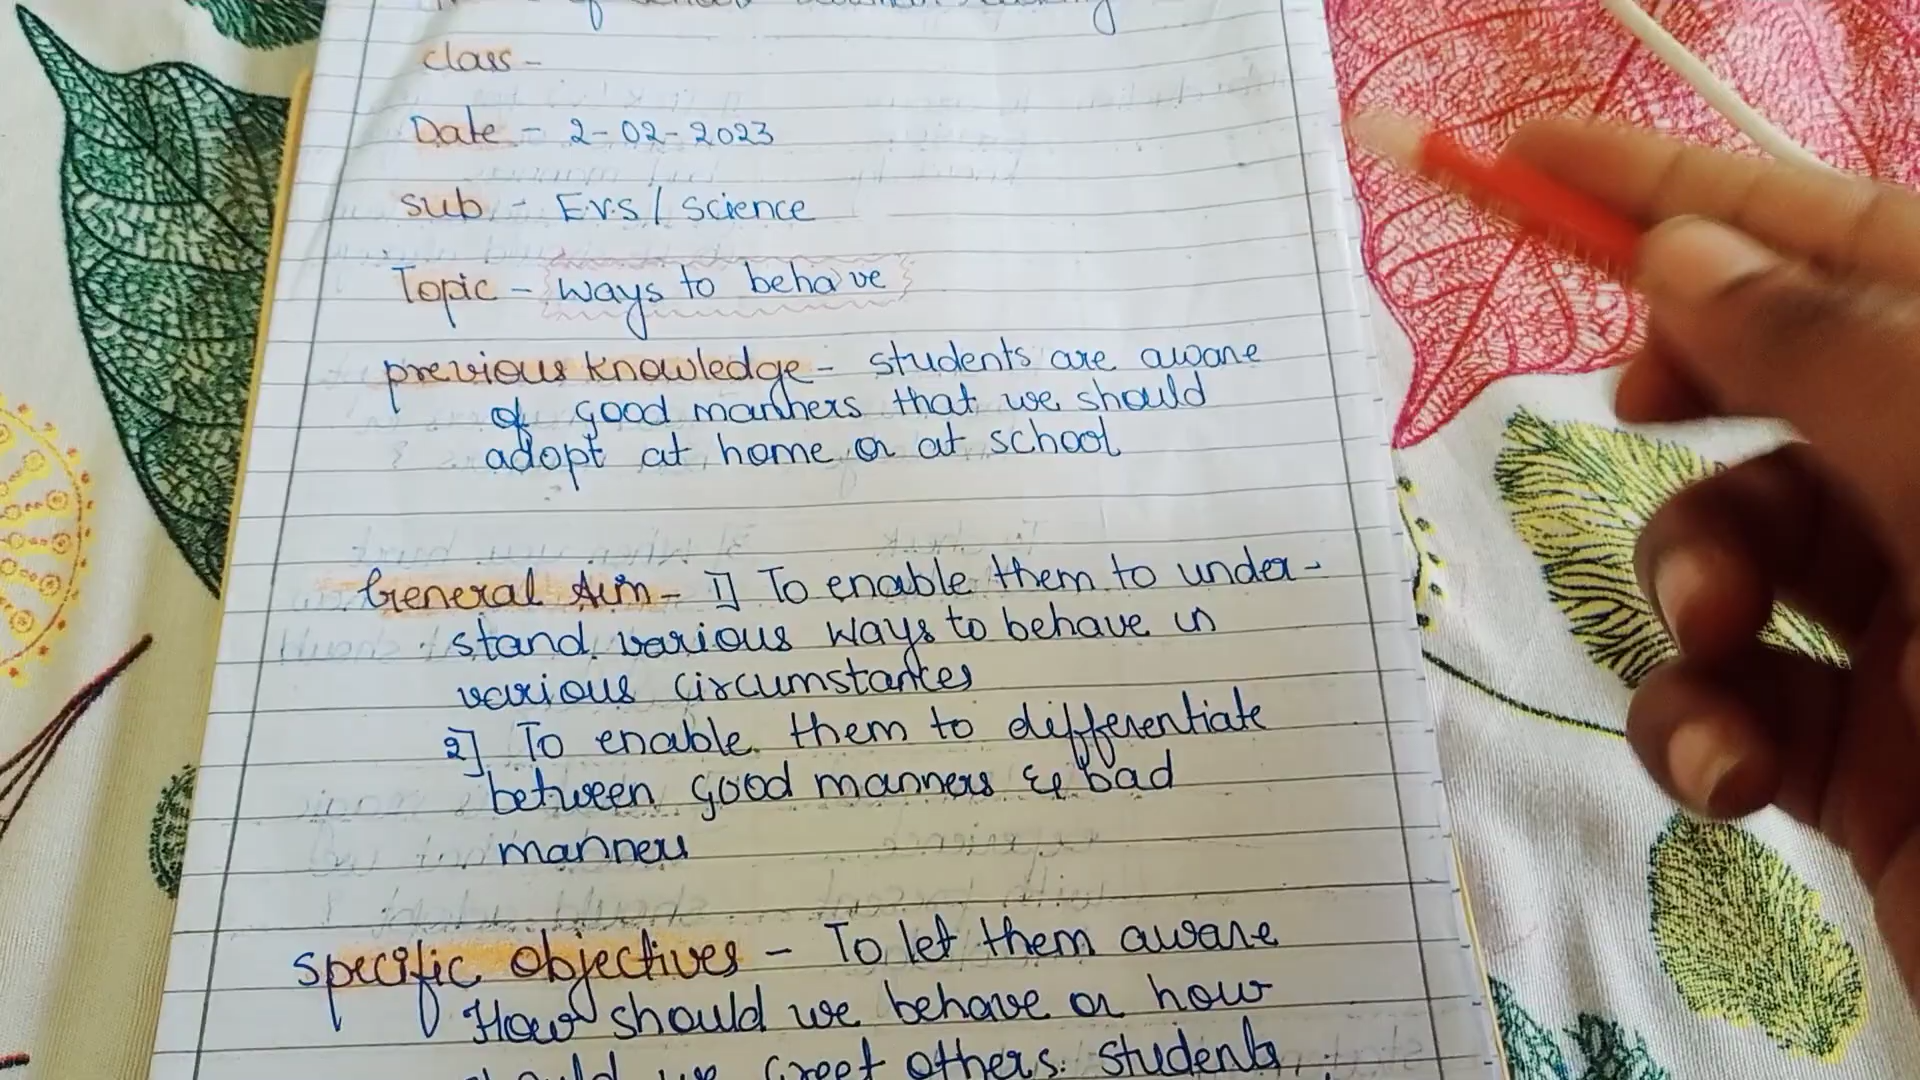 class -
Date - 2-02-2023
sub - E.V.S / Science
Topic - ways to behave
previous knowledge - students are aware
of good manners that we should
adopt at home or at school
General Aim - 1] To enable them to under-
stand various ways to behave in
various circumstances
2] To enable them to differentiate
between good manners & bad
manners
specific objectives - To let them aware
How should we behave or how
should we Greet others. students